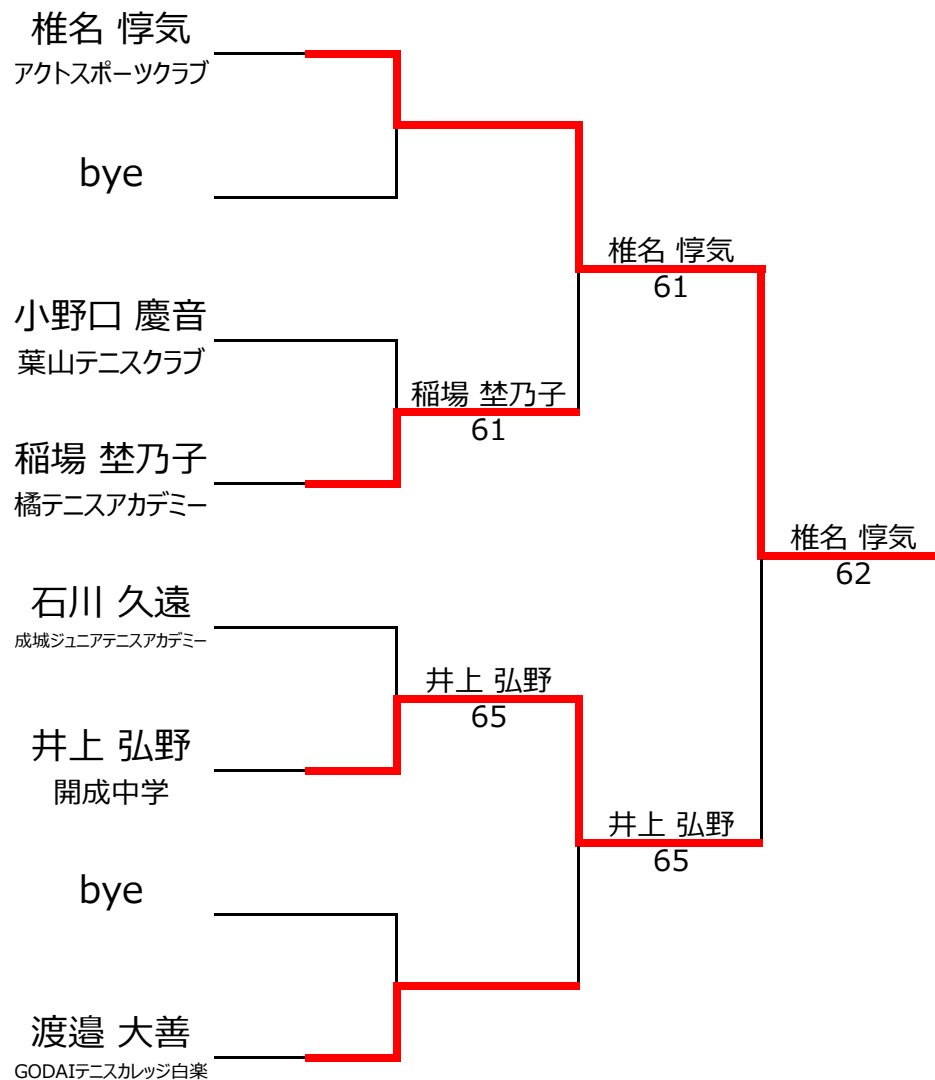 椎名 惇気
アクトスポーツクラブ
bye
小野口 慶音
葉山テニスクラブ
稲場 埜乃子
橘テニスアカデミー
石川 久遠
成城ジュニアテニスアカデミー
井上 弘野
開成中学
bye
渡邉 大善
GODAIテニスカレッジ白楽
稲場 埜乃子
61
井上 弘野
65
椎名 惇気
61
井上 弘野
65
椎名 惇気
62